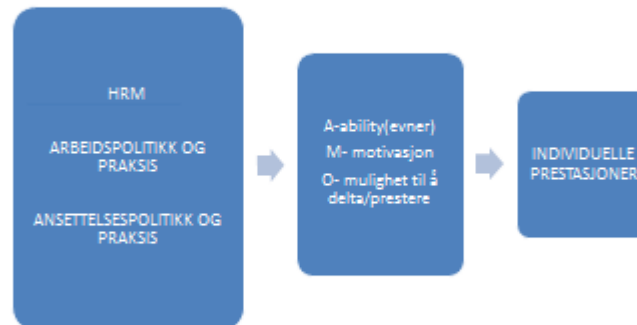 HRM
ARBEIDSPOLITIKK OG
PRAKSIS
ANSETTELSESPOLITIKK OG
PRAKSIS
A-ability(evner)
M- motivasjon
O- mulighet til å
delta/prestere
INDIVIDUELLE
PRESTASJONER